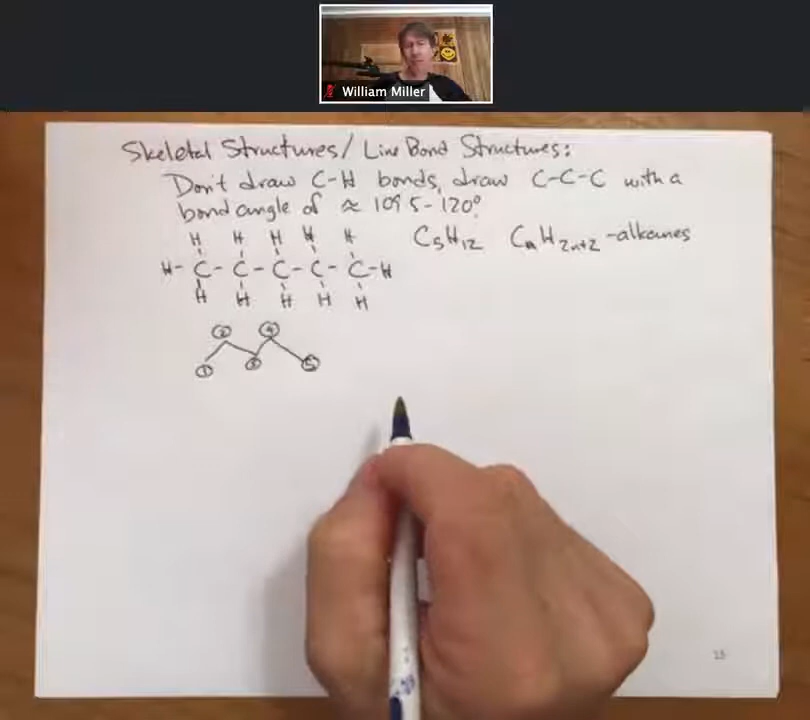 William Miller
Skeletal Structures/ Line Bond Structures:
Don't draw C-H bonds, draw C-C-C with a
bond angle of ≈ 109.5-120°
C5H12 CnH2n+2 -alkanes
H H H H H
H-C-C-C-C-C-H
H H H H H
2 4
1 3 5